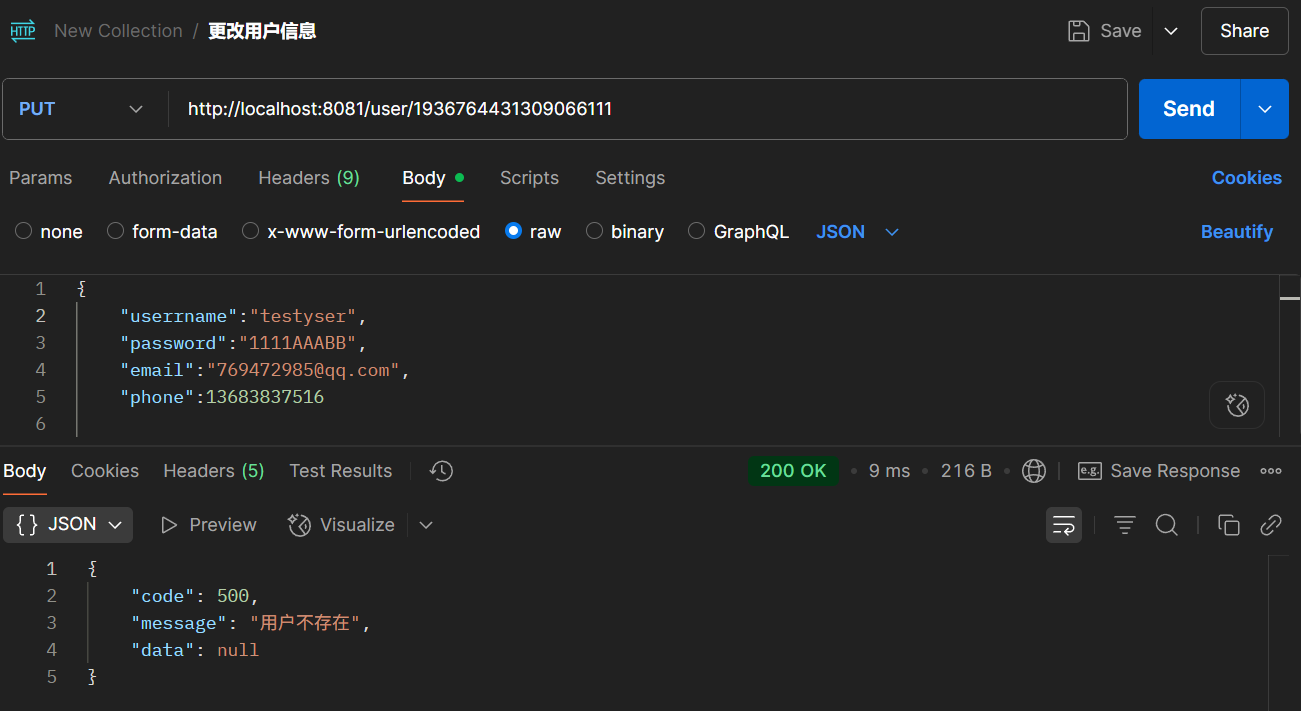 HTTP New Collection / 更改用户信息 Save Share
PUT http://localhost:8081/user/1936764431309066111 Send
Params Authorization Headers (9) Body Scripts Settings Cookies
none form-data x-www-form-urlencoded raw binary GraphQL JSON Beautify
1 {
2 "userrname":"testyser",
3 "password":"1111AAABB",
4 "email":"769472985@qq.com",
5 "phone":13683837516
6
Body Cookies Headers (5) Test Results 200 OK • 9 ms • 216 B • e.g. Save Response
{} JSON Preview Visualize
1 {
2 "code": 500,
3 "message": "用户不存在",
4 "data": null
5 }